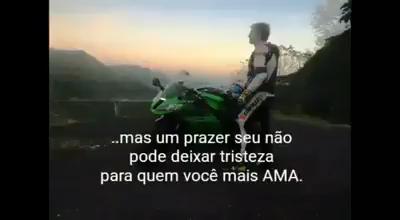 ..mas um prazer seu não
pode deixar tristeza
para quem você mais AMA.